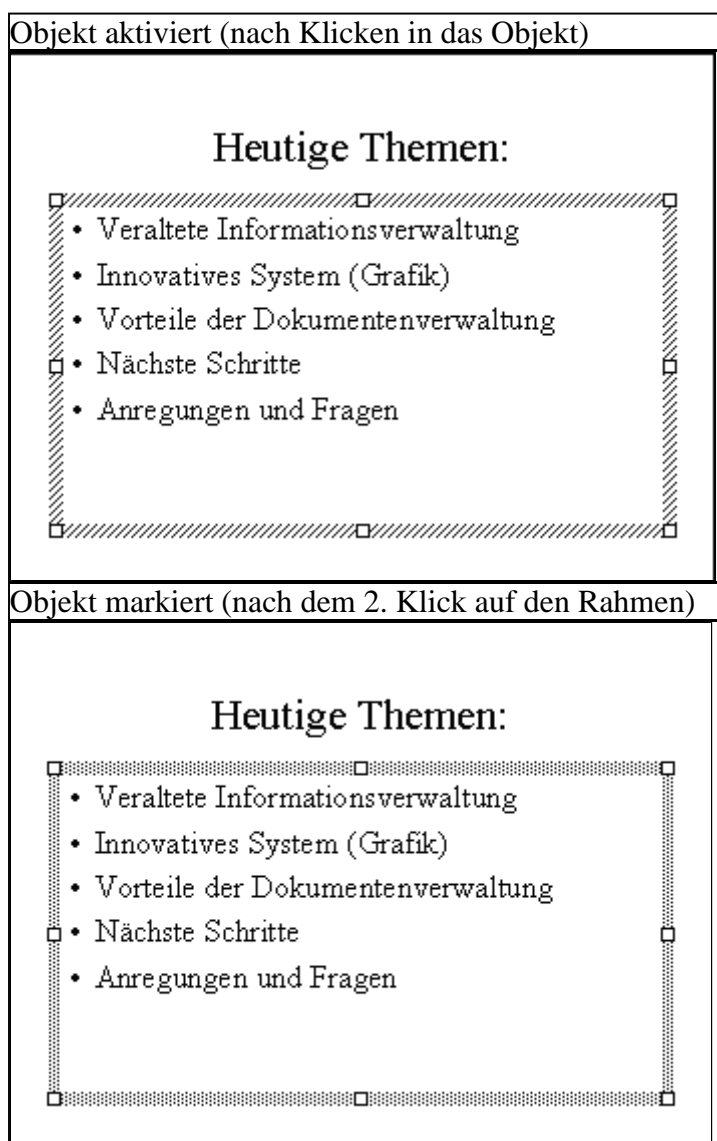 Objekt aktiviert (nach Klicken in das Objekt)
Heutige Themen:
• Veraltete Informationsverwaltung
• Innovatives System (Grafik)
• Vorteile der Dokumentenverwaltung
• Nächste Schritte
• Anregungen und Fragen
Objekt markiert (nach dem 2. Klick auf den Rahmen)
Heutige Themen:
• Veraltete Informationsverwaltung
• Innovatives System (Grafik)
• Vorteile der Dokumentenverwaltung
• Nächste Schritte
• Anregungen und Fragen